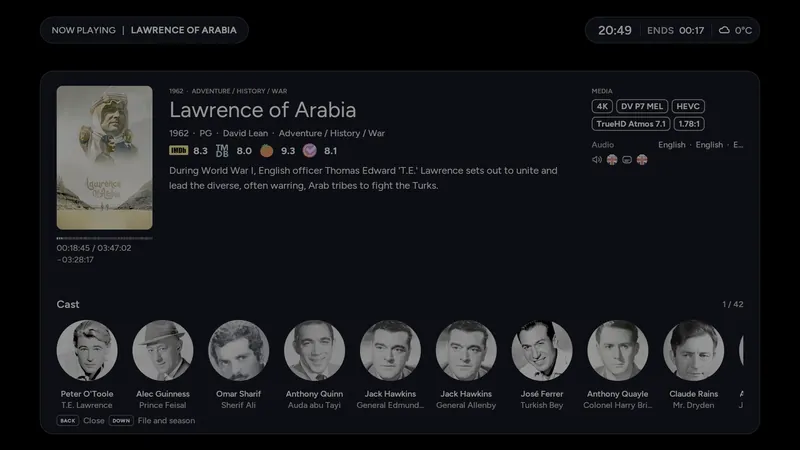 NOW PLAYING | LAWRENCE OF ARABIA
20:49 ENDS 00:17 0°C
1962 · ADVENTURE / HISTORY / WAR
Lawrence of Arabia
1962 · PG · David Lean · Adventure / History / War
IMDb 8.3 TMDB 8.0 9.3 8.1
During World War I, English officer Thomas Edward 'T.E.' Lawrence sets out to unite and
lead the diverse, often warring, Arab tribes to fight the Turks.
MEDIA
4K DV P7 MEL HEVC
TrueHD Atmos 7.1 1.78:1
Audio English · English · E...
Lawrence
of Arabia
00:18:45 / 03:47:02
-03:28:17
Cast 1 / 42
Peter O'Toole Alec Guinness Omar Sharif Anthony Quinn Jack Hawkins Jack Hawkins José Ferrer Anthony Quayle Claude Rains A
T.E. Lawrence Prince Feisal Sherif Ali Auda abu Tayi General Edmund... General Allenby Turkish Bey Colonel Harry Bri... Mr. Dryden J
BACK Close DOWN File and season